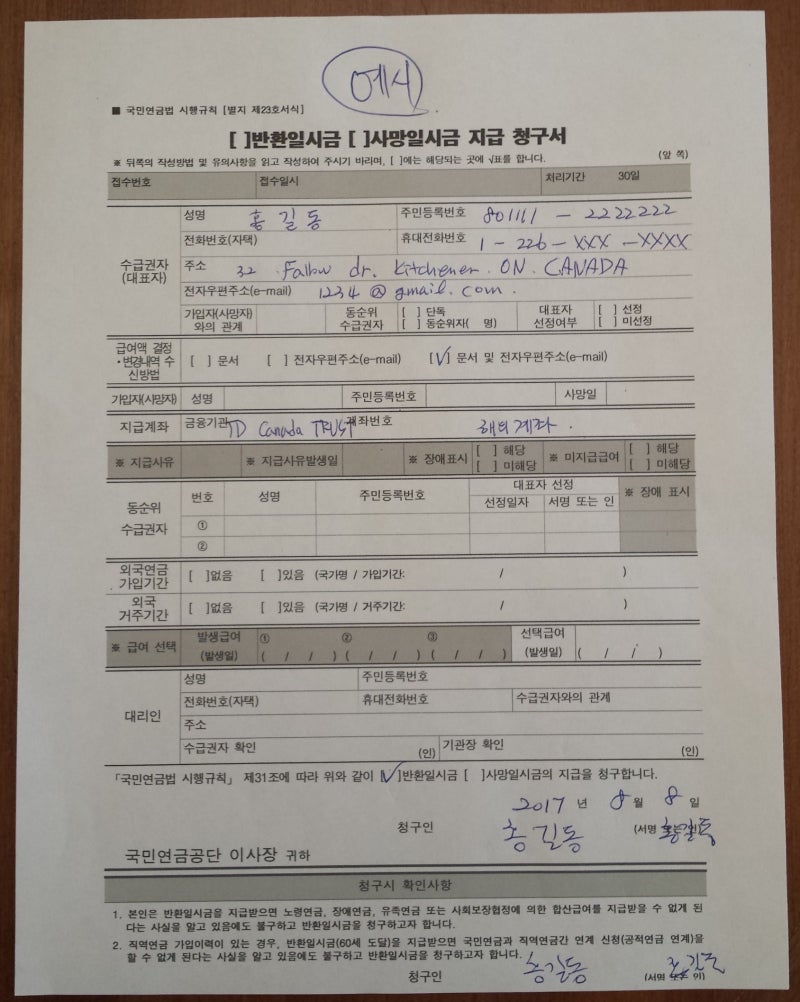 예시
■ 국민연금법 시행규칙 [별지 제23호서식]
[ ]반환일시금 [ ]사망일시금 지급 청구서
※ 뒤쪽의 작성방법 및 유의사항을 읽고 작성하여 주시기 바라며, [ ]에는 해당되는 곳에 √표를 합니다. (앞 쪽)
접수번호 접수일시 처리기간 30일
수급권자
(대표자)
성명 홍길동 주민등록번호 801111 - 2222222
전화번호(자택) 휴대전화번호 1 - 226 - XXX - XXXX
주소 32 Fallow dr. Kitchener. ON. CANADA
전자우편주소(e-mail) 1234 @ gmail. com.
가입자(사망자)
와의 관계
동순위
수급권자
[ ] 단독
[ ] 동순위자( 명)
대표자
선정여부
[ ] 선정
[ ] 미선정
급여액 결정
·변경내역 수
신방법
[ ] 문서 [ ] 전자우편주소(e-mail) [√] 문서 및 전자우편주소(e-mail)
가입자(사망자) 성명 주민등록번호 사망일
지급계좌 금융기관 TD Canada TRUST 계좌번호 해외계좌.
※ 지급사유 ※ 지급사유발생일 ※ 장애표시 [ ] 해당 [ ] 미해당 ※ 미지급급여 [ ] 해당 [ ] 미해당
동순위
수급권자
번호 성명 주민등록번호 대표자 선정 ※ 장애 표시
선정일자 서명 또는 인
①
②
외국연금
가입기간
[ ]없음 [ ]있음 (국가명 / 가입기간: / )
외국
거주기간
[ ]없음 [ ]있음 (국가명 / 거주기간: / )
※ 급여 선택 발생급여 ① ② ③ 선택급여
(발생일) ( / / ) ( / / ) ( / / ) (발생일) ( / / )
대리인
성명 주민등록번호
전화번호(자택) 휴대전화번호 수급권자와의 관계
주소
수급권자 확인 (인) 기관장 확인 (인)
「국민연금법 시행규칙」 제31조에 따라 위와 같이 [√]반환일시금 [ ]사망일시금의 지급을 청구합니다.
2017 년 8 월 8 일
청구인 홍길동 (서명 또는 인) 홍길동
국민연금공단 이사장 귀하
청구시 확인사항
1. 본인은 반환일시금을 지급받으면 노령연금, 장애연금, 유족연금 또는 사회보장협정에 의한 합산급여를 지급받을 수 없게 된
다는 사실을 알고 있음에도 불구하고 반환일시금을 청구하고자 합니다.
2. 직역연금 가입이력이 있는 경우, 반환일시금(60세 도달)을 지급받으면 국민연금과 직역연금간 연계 신청(공적연금 연계)을
할 수 없게 된다는 사실을 알고 있음에도 불구하고 반환일시금을 청구하고자 합니다.
청구인 홍길동 (서명 또는 인) 홍길동